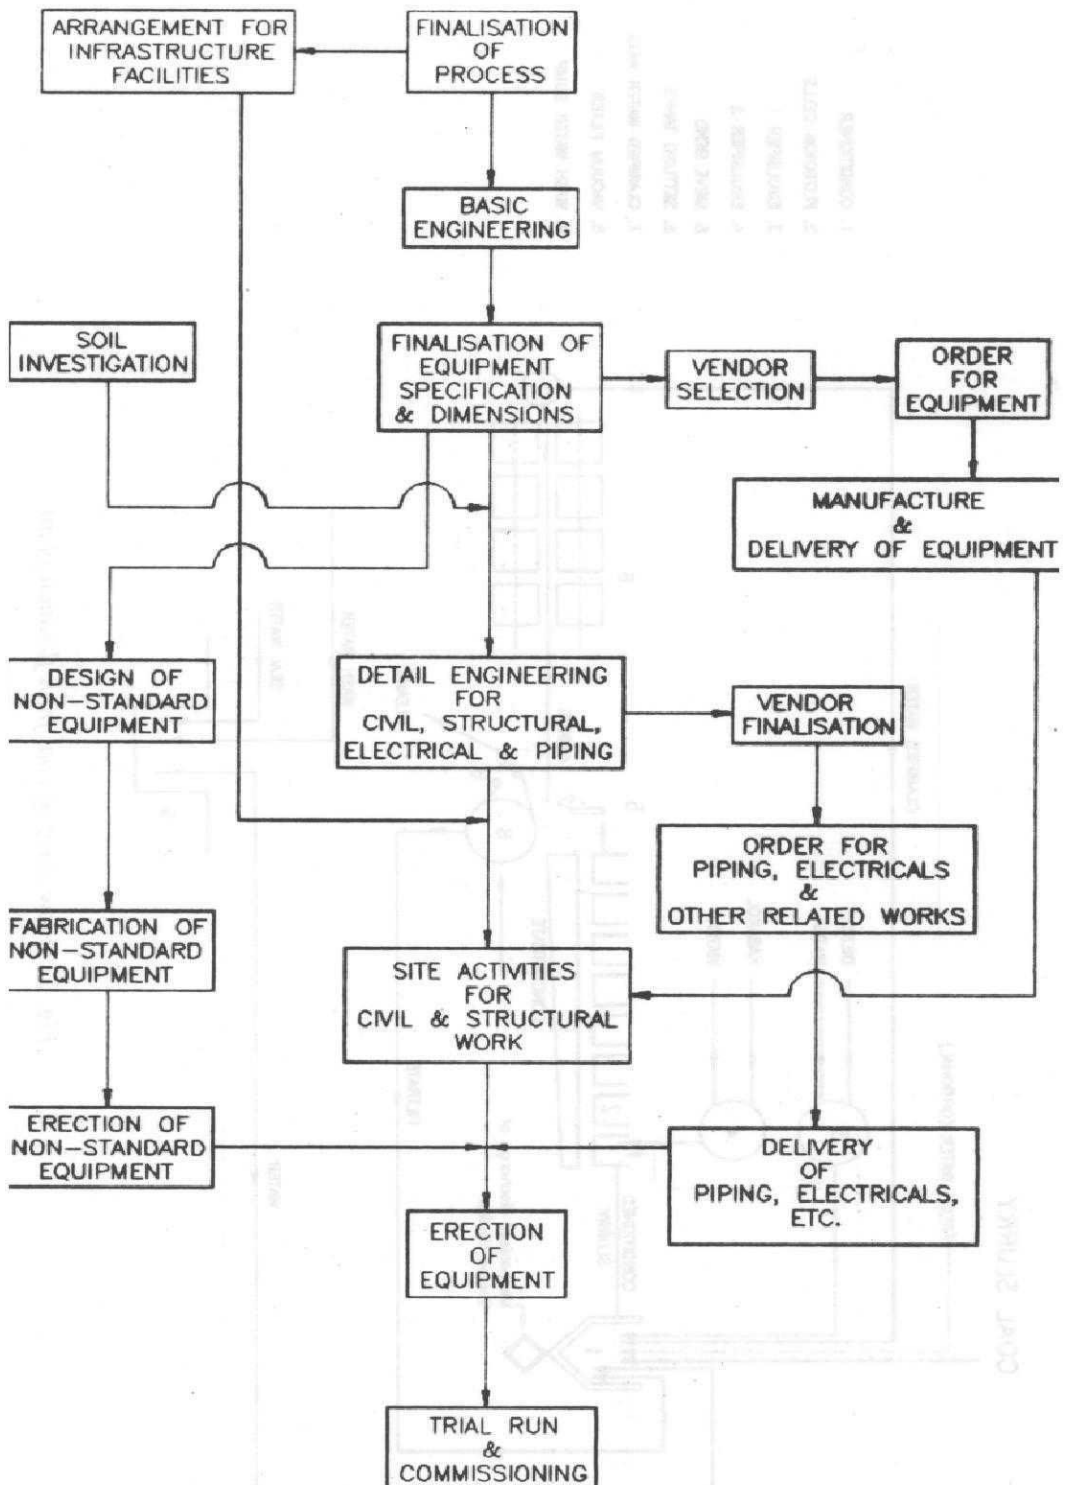 ARRANGEMENT FOR
INFRASTRUCTURE
FACILITIES
FINALISATION
OF
PROCESS
BASIC
ENGINEERING
SOIL
INVESTIGATION
FINALISATION OF
EQUIPMENT
SPECIFICATION
& DIMENSIONS
VENDOR
SELECTION
ORDER
FOR
EQUIPMENT
MANUFACTURE
&
DELIVERY OF EQUIPMENT
DESIGN OF
NON-STANDARD
EQUIPMENT
DETAIL ENGINEERING
FOR
CIVIL, STRUCTURAL,
ELECTRICAL & PIPING
VENDOR
FINALISATION
ORDER FOR
PIPING, ELECTRICALS
&
OTHER RELATED WORKS
FABRICATION OF
NON-STANDARD
EQUIPMENT
SITE ACTIVITIES
FOR
CIVIL & STRUCTURAL
WORK
ERECTION OF
NON-STANDARD
EQUIPMENT
DELIVERY
OF
PIPING, ELECTRICALS,
ETC.
ERECTION
OF
EQUIPMENT
TRIAL RUN
&
COMMISSIONING